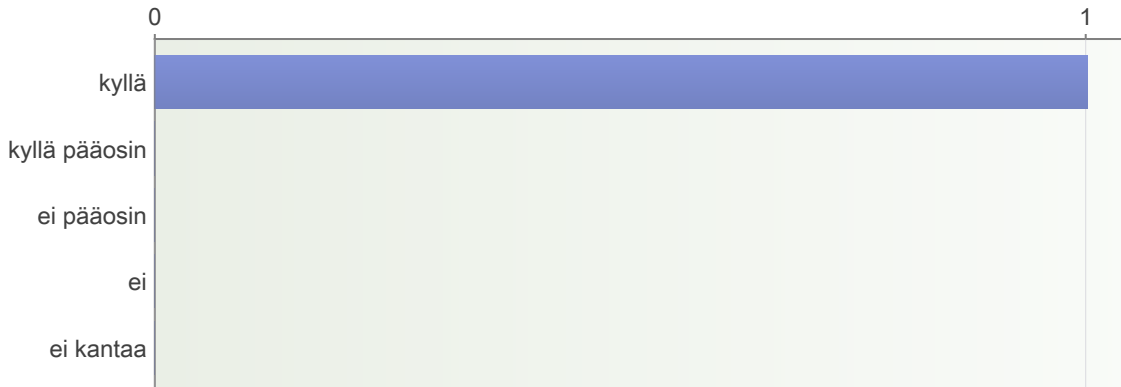 0 1
kyllä
kyllä pääosin
ei pääosin
ei
ei kantaa